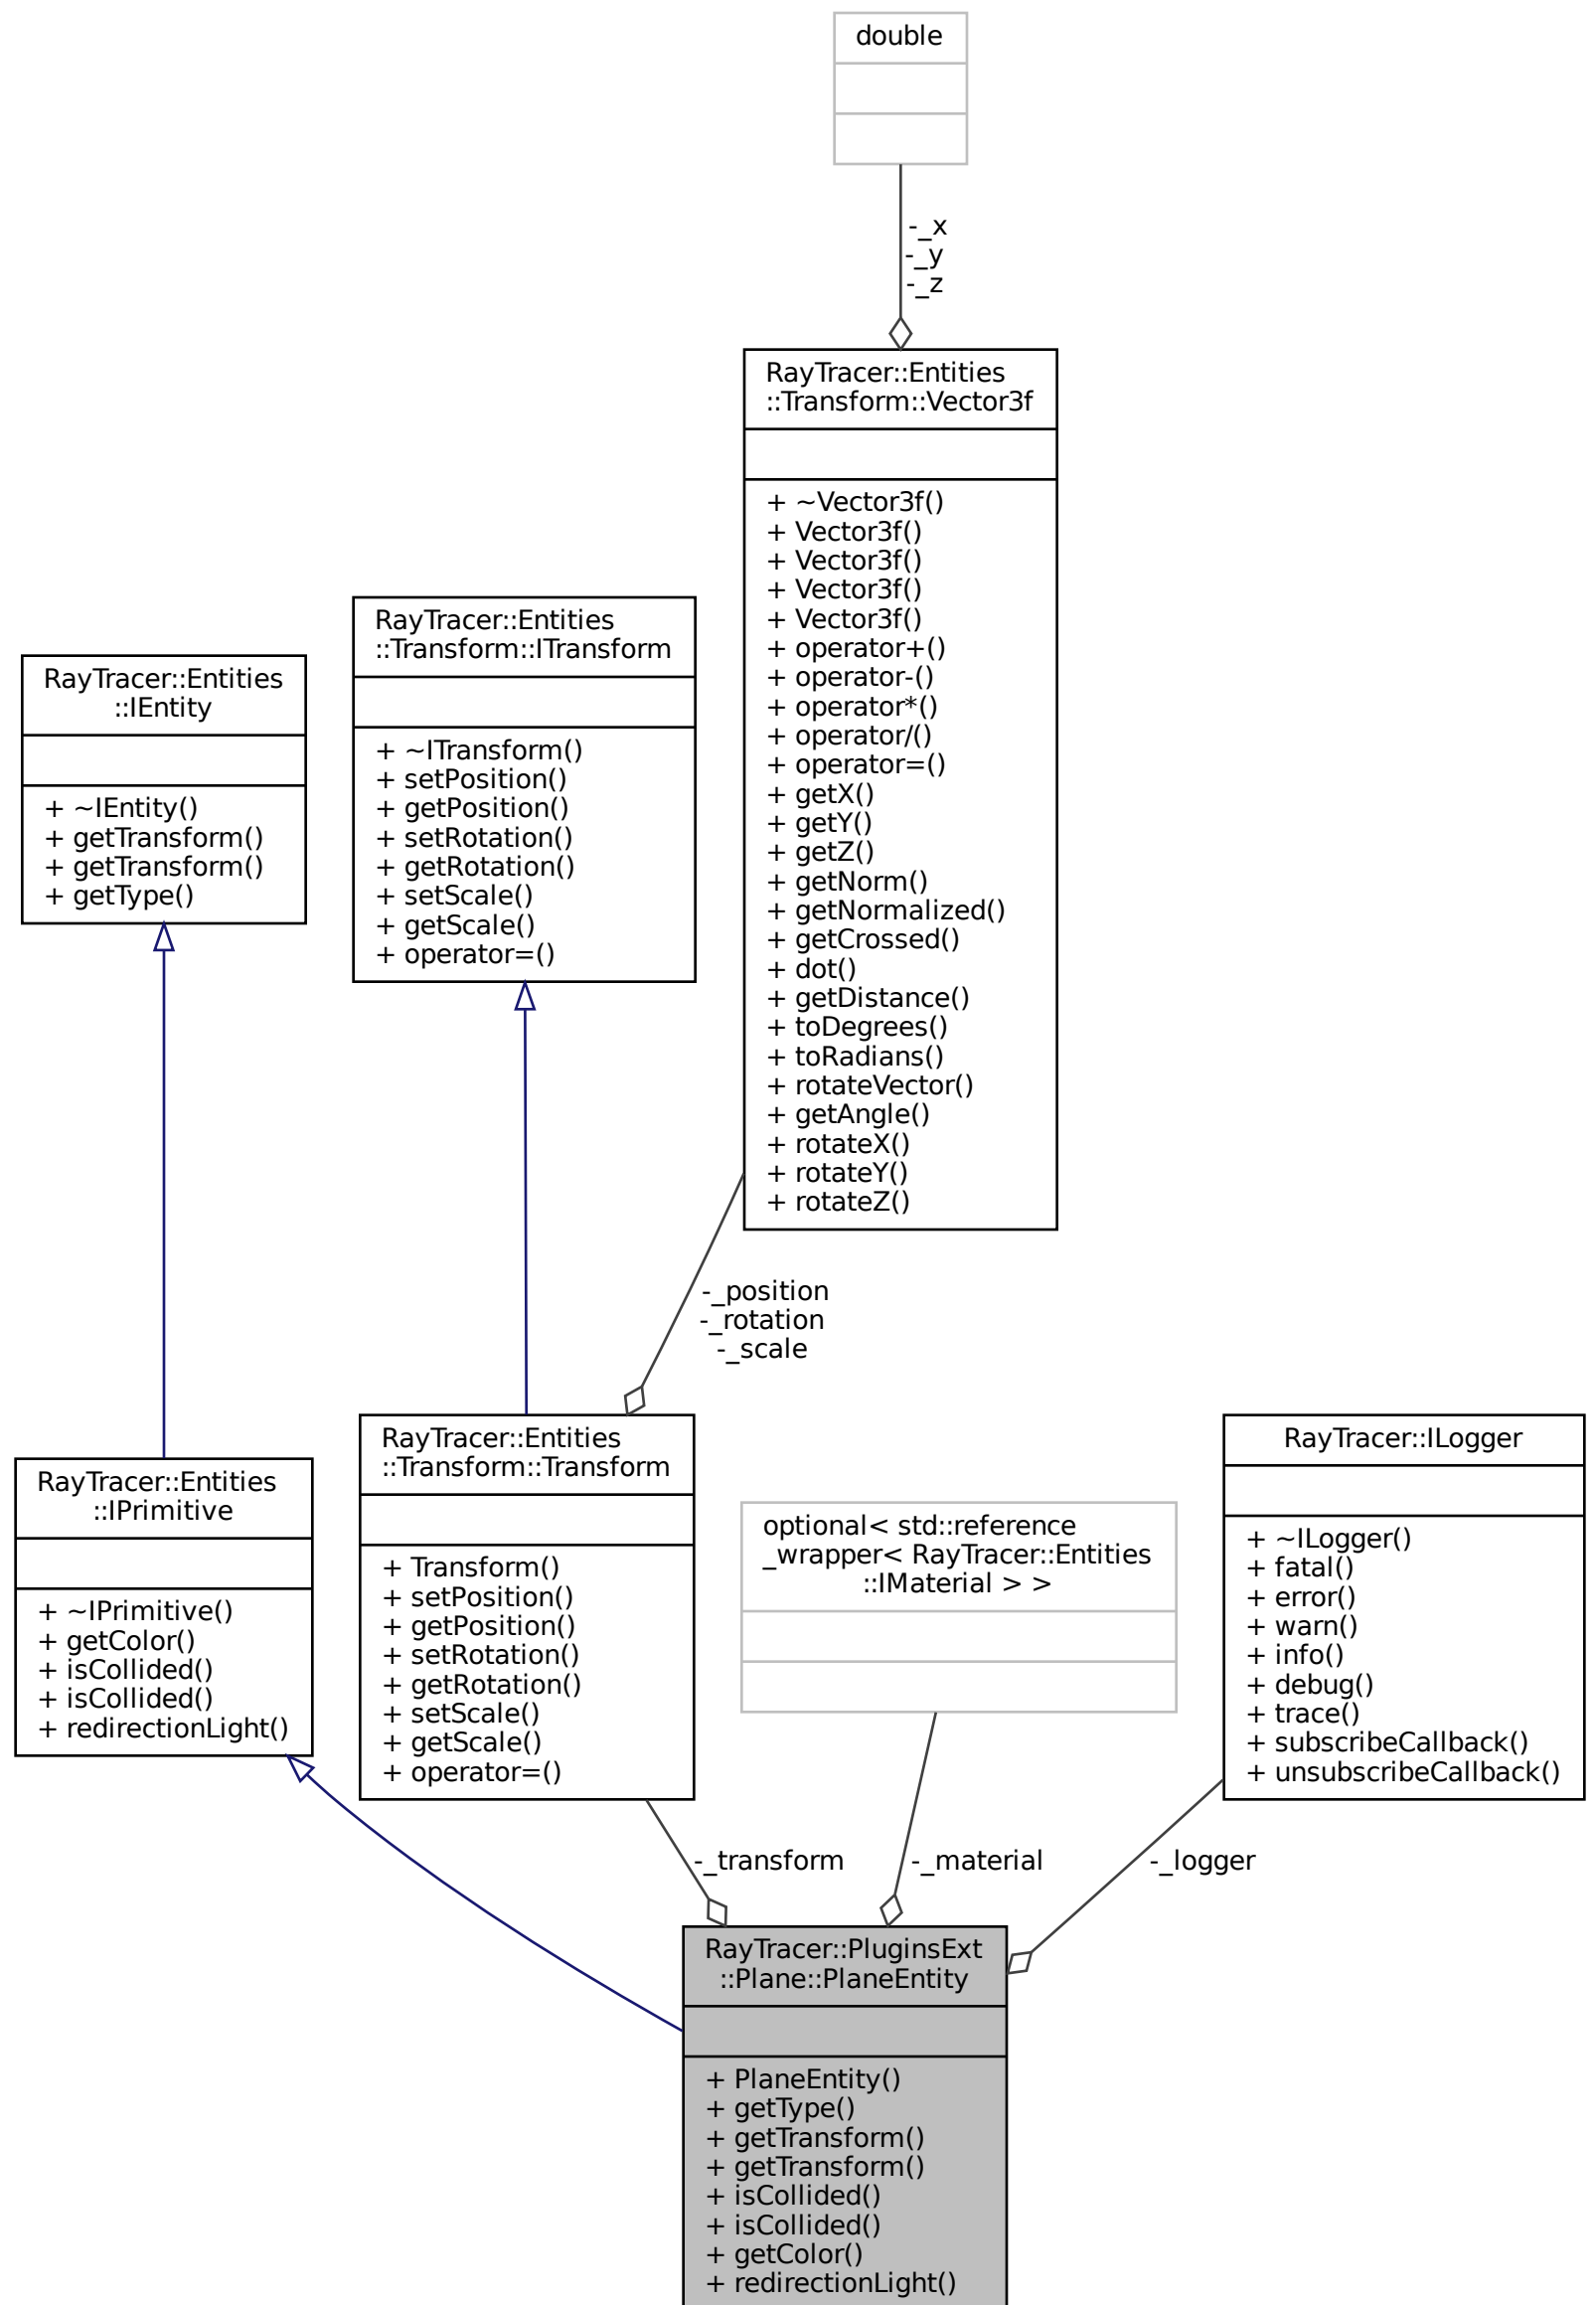 double
-_x
-_y
-_z
RayTracer::Entities
::Transform::Vector3f
+ ~Vector3f()
+ Vector3f()
+ Vector3f()
+ Vector3f()
+ Vector3f()
+ operator+()
+ operator-()
+ operator*()
+ operator/()
+ operator=()
+ getX()
+ getY()
+ getZ()
+ getNorm()
+ getNormalized()
+ getCrossed()
+ dot()
+ getDistance()
+ toDegrees()
+ toRadians()
+ rotateVector()
+ getAngle()
+ rotateX()
+ rotateY()
+ rotateZ()
RayTracer::Entities
::Transform::ITransform
+ ~ITransform()
+ setPosition()
+ getPosition()
+ setRotation()
+ getRotation()
+ setScale()
+ getScale()
+ operator=()
RayTracer::Entities
::IEntity
+ ~IEntity()
+ getTransform()
+ getTransform()
+ getType()
-_position
-_rotation
-_scale
RayTracer::Entities
::IPrimitive
+ ~IPrimitive()
+ getColor()
+ isCollided()
+ isCollided()
+ redirectionLight()
RayTracer::Entities
::Transform::Transform
+ Transform()
+ setPosition()
+ getPosition()
+ setRotation()
+ getRotation()
+ setScale()
+ getScale()
+ operator=()
optional< std::reference
_wrapper< RayTracer::Entities
::IMaterial > >
RayTracer::ILogger
+ ~ILogger()
+ fatal()
+ error()
+ warn()
+ info()
+ debug()
+ trace()
+ subscribeCallback()
+ unsubscribeCallback()
-_transform
-_material
-_logger
RayTracer::PluginsExt
::Plane::PlaneEntity
+ PlaneEntity()
+ getType()
+ getTransform()
+ getTransform()
+ isCollided()
+ isCollided()
+ getColor()
+ redirectionLight()